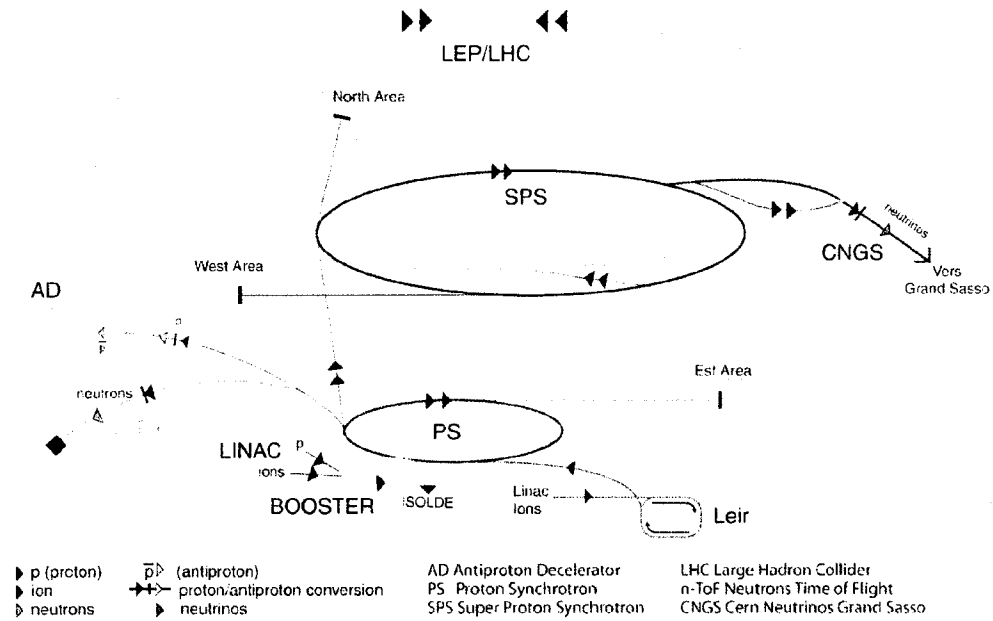 LEP/LHC
North Area
SPS
neutrinos
CNGS
West Area
Vers
Grand Sasso
AD
p
p
neutrons
Est Area
PS
LINAC
p
ions
BOOSTER
ISOLDE
Linac
Ions
Leir
p (proton)
ion
neutrons
p̅ (antiproton)
proton/antiproton conversion
neutrinos
AD Antiproton Decelerator
PS Proton Synchrotron
SPS Super Proton Synchrotron
LHC Large Hadron Collider
n-ToF Neutrons Time of Flight
CNGS Cern Neutrinos Grand Sasso